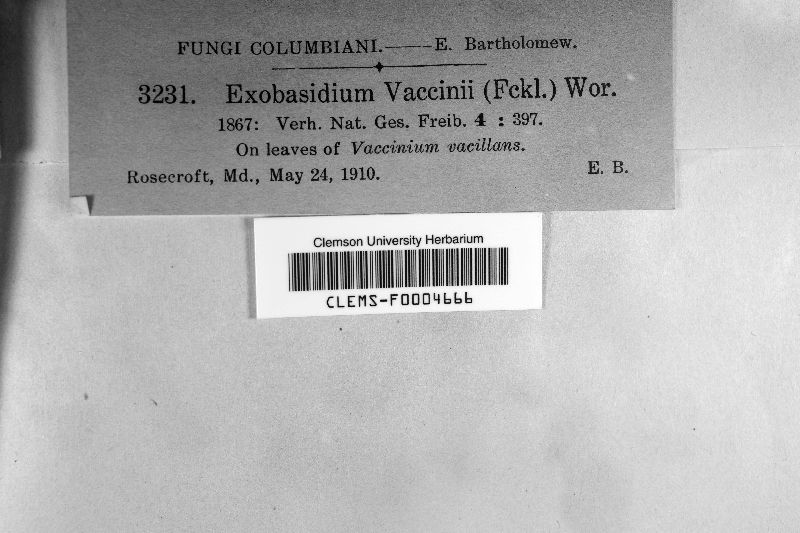 FUNGI COLUMBIANI.——E. Bartholomew.
3231. Exobasidium Vaccinii (Fckl.) Wor.
1867: Verh. Nat. Ges. Freib. 4 : 397.
On leaves of Vaccinium vacillans.
Rosecroft, Md., May 24, 1910. E. B.
Clemson University Herbarium
CLEMS-F0004666